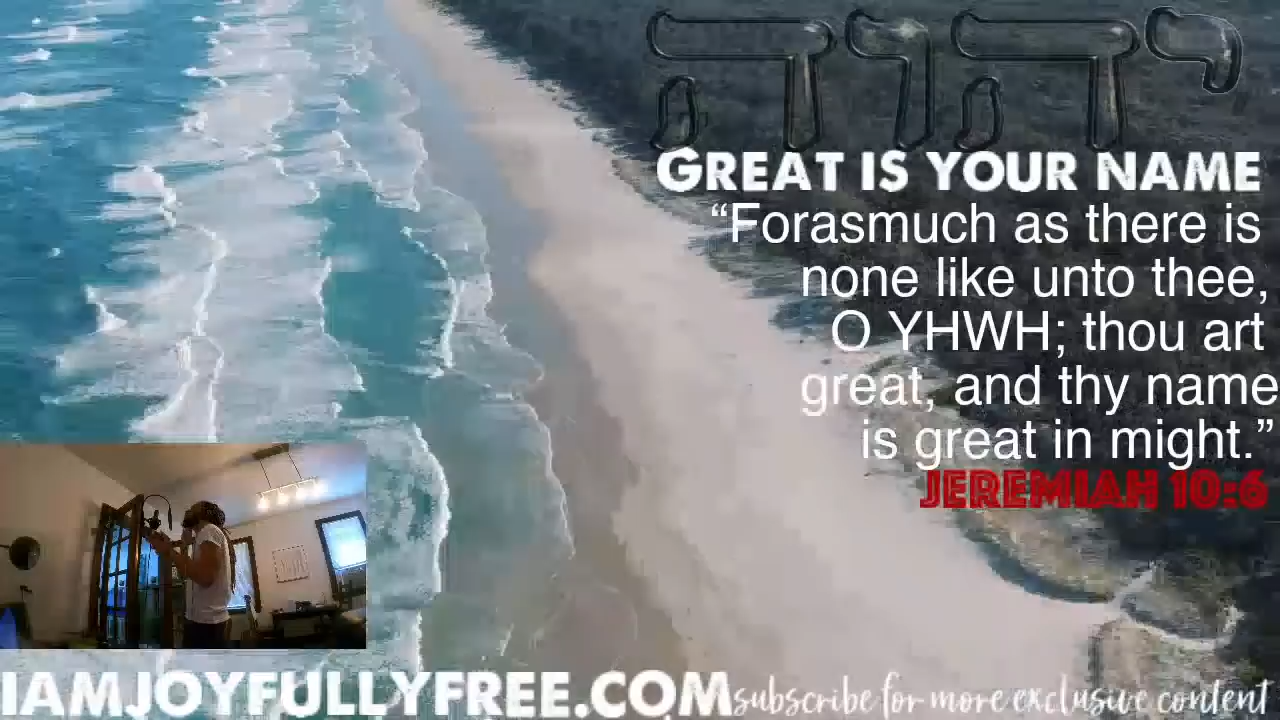 יהוה
GREAT IS YOUR NAME
“Forasmuch as there is
none like unto thee,
O YHWH; thou art
great, and thy name
is great in might.”
JEREMIAH 10:6
IAMJOYFULLYFREE.COM subscribe for more exclusive content